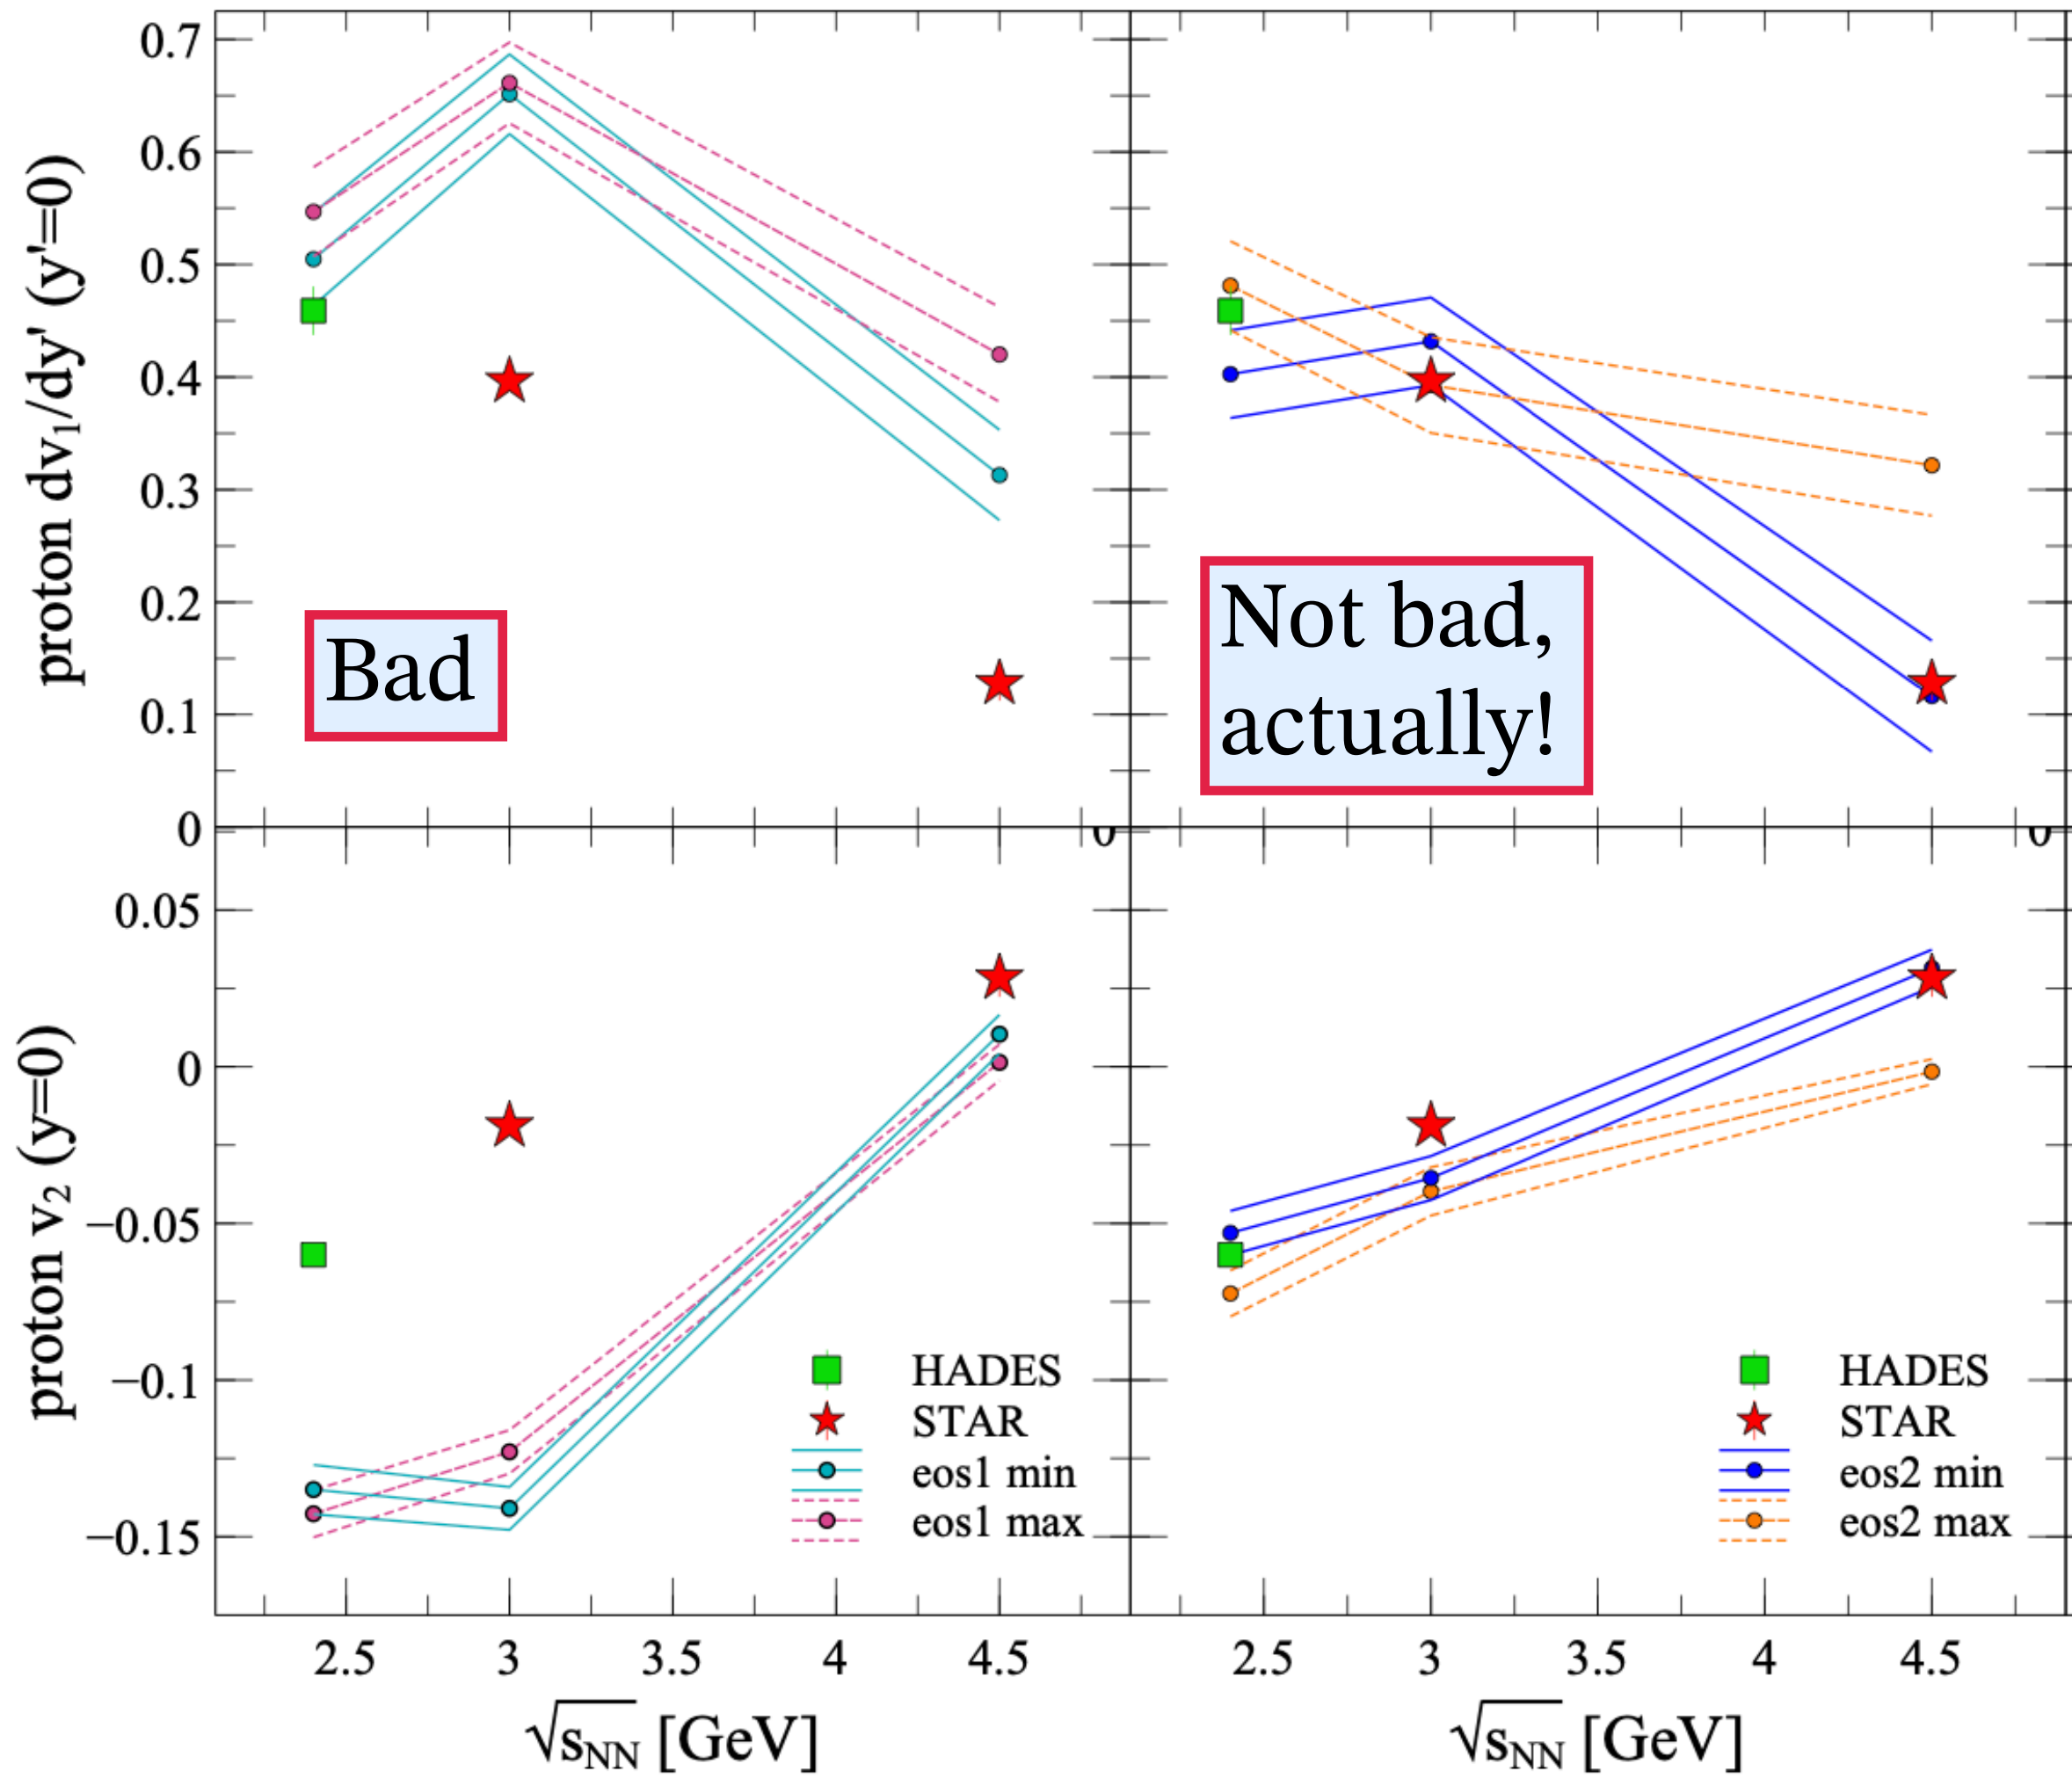 0.7
0.6
0.5
0.4
0.3
0.2
0.1
0
proton dv₁/dy' (y'=0)
Bad
Not bad,
actually!
0
0
0.05
0
−0.05
−0.1
−0.15
proton v₂ (y=0)
HADES
STAR
eos1 min
eos1 max
HADES
STAR
eos2 min
eos2 max
2.5 3 3.5 4 4.5
2.5 3 3.5 4 4.5
√sNN [GeV]
√sNN [GeV]